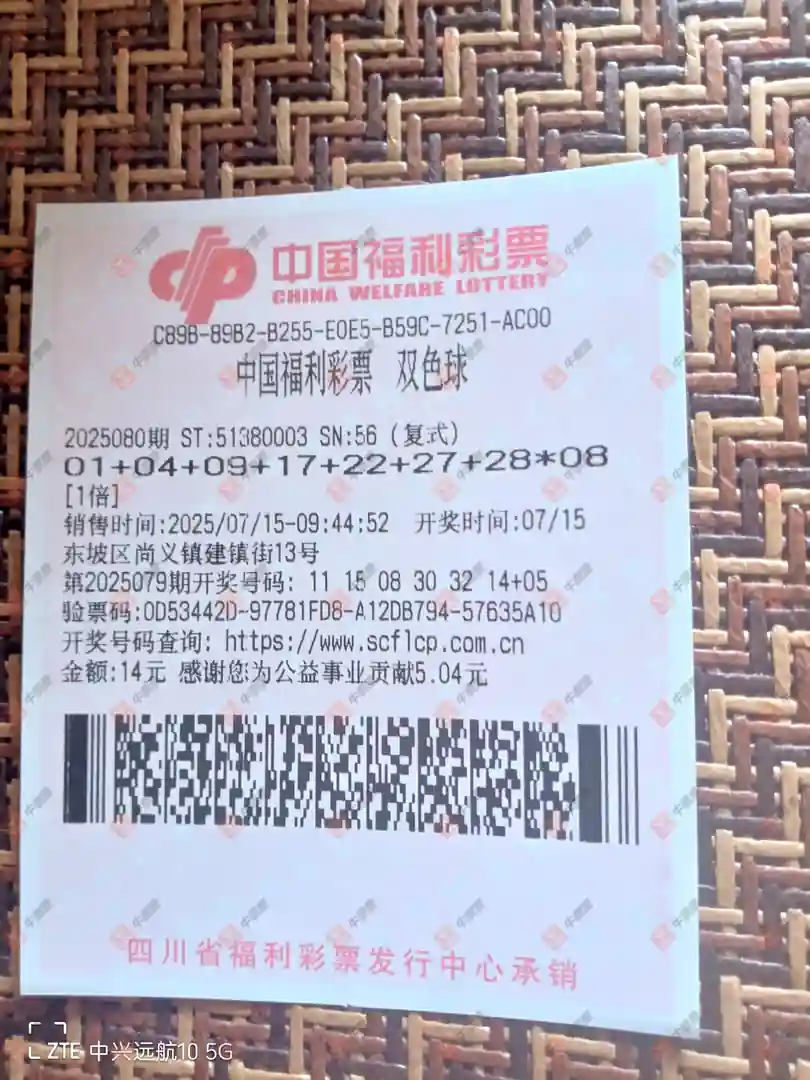 中国福利彩票
CHINA WELFARE LOTTERY
C89B-89B2-B255-E0E5-B59C-7251-AC00
中国福利彩票 双色球
2025080期 ST:51380003 SN:56 (复式)
01+04+09+17+22+27+28*08
[1倍]
销售时间:2025/07/15-09:44:52 开奖时间:07/15
东坡区尚义镇建镇街13号
第2025079期开奖号码: 11 15 08 30 32 14+05
验票码:0D53442D-97781FD8-A12DB794-57635A10
开奖号码查询: https://www.scflcp.com.cn
金额:14元 感谢您为公益事业贡献5.04元
四川省福利彩票发行中心承销
ZTE 中兴远航10 5G